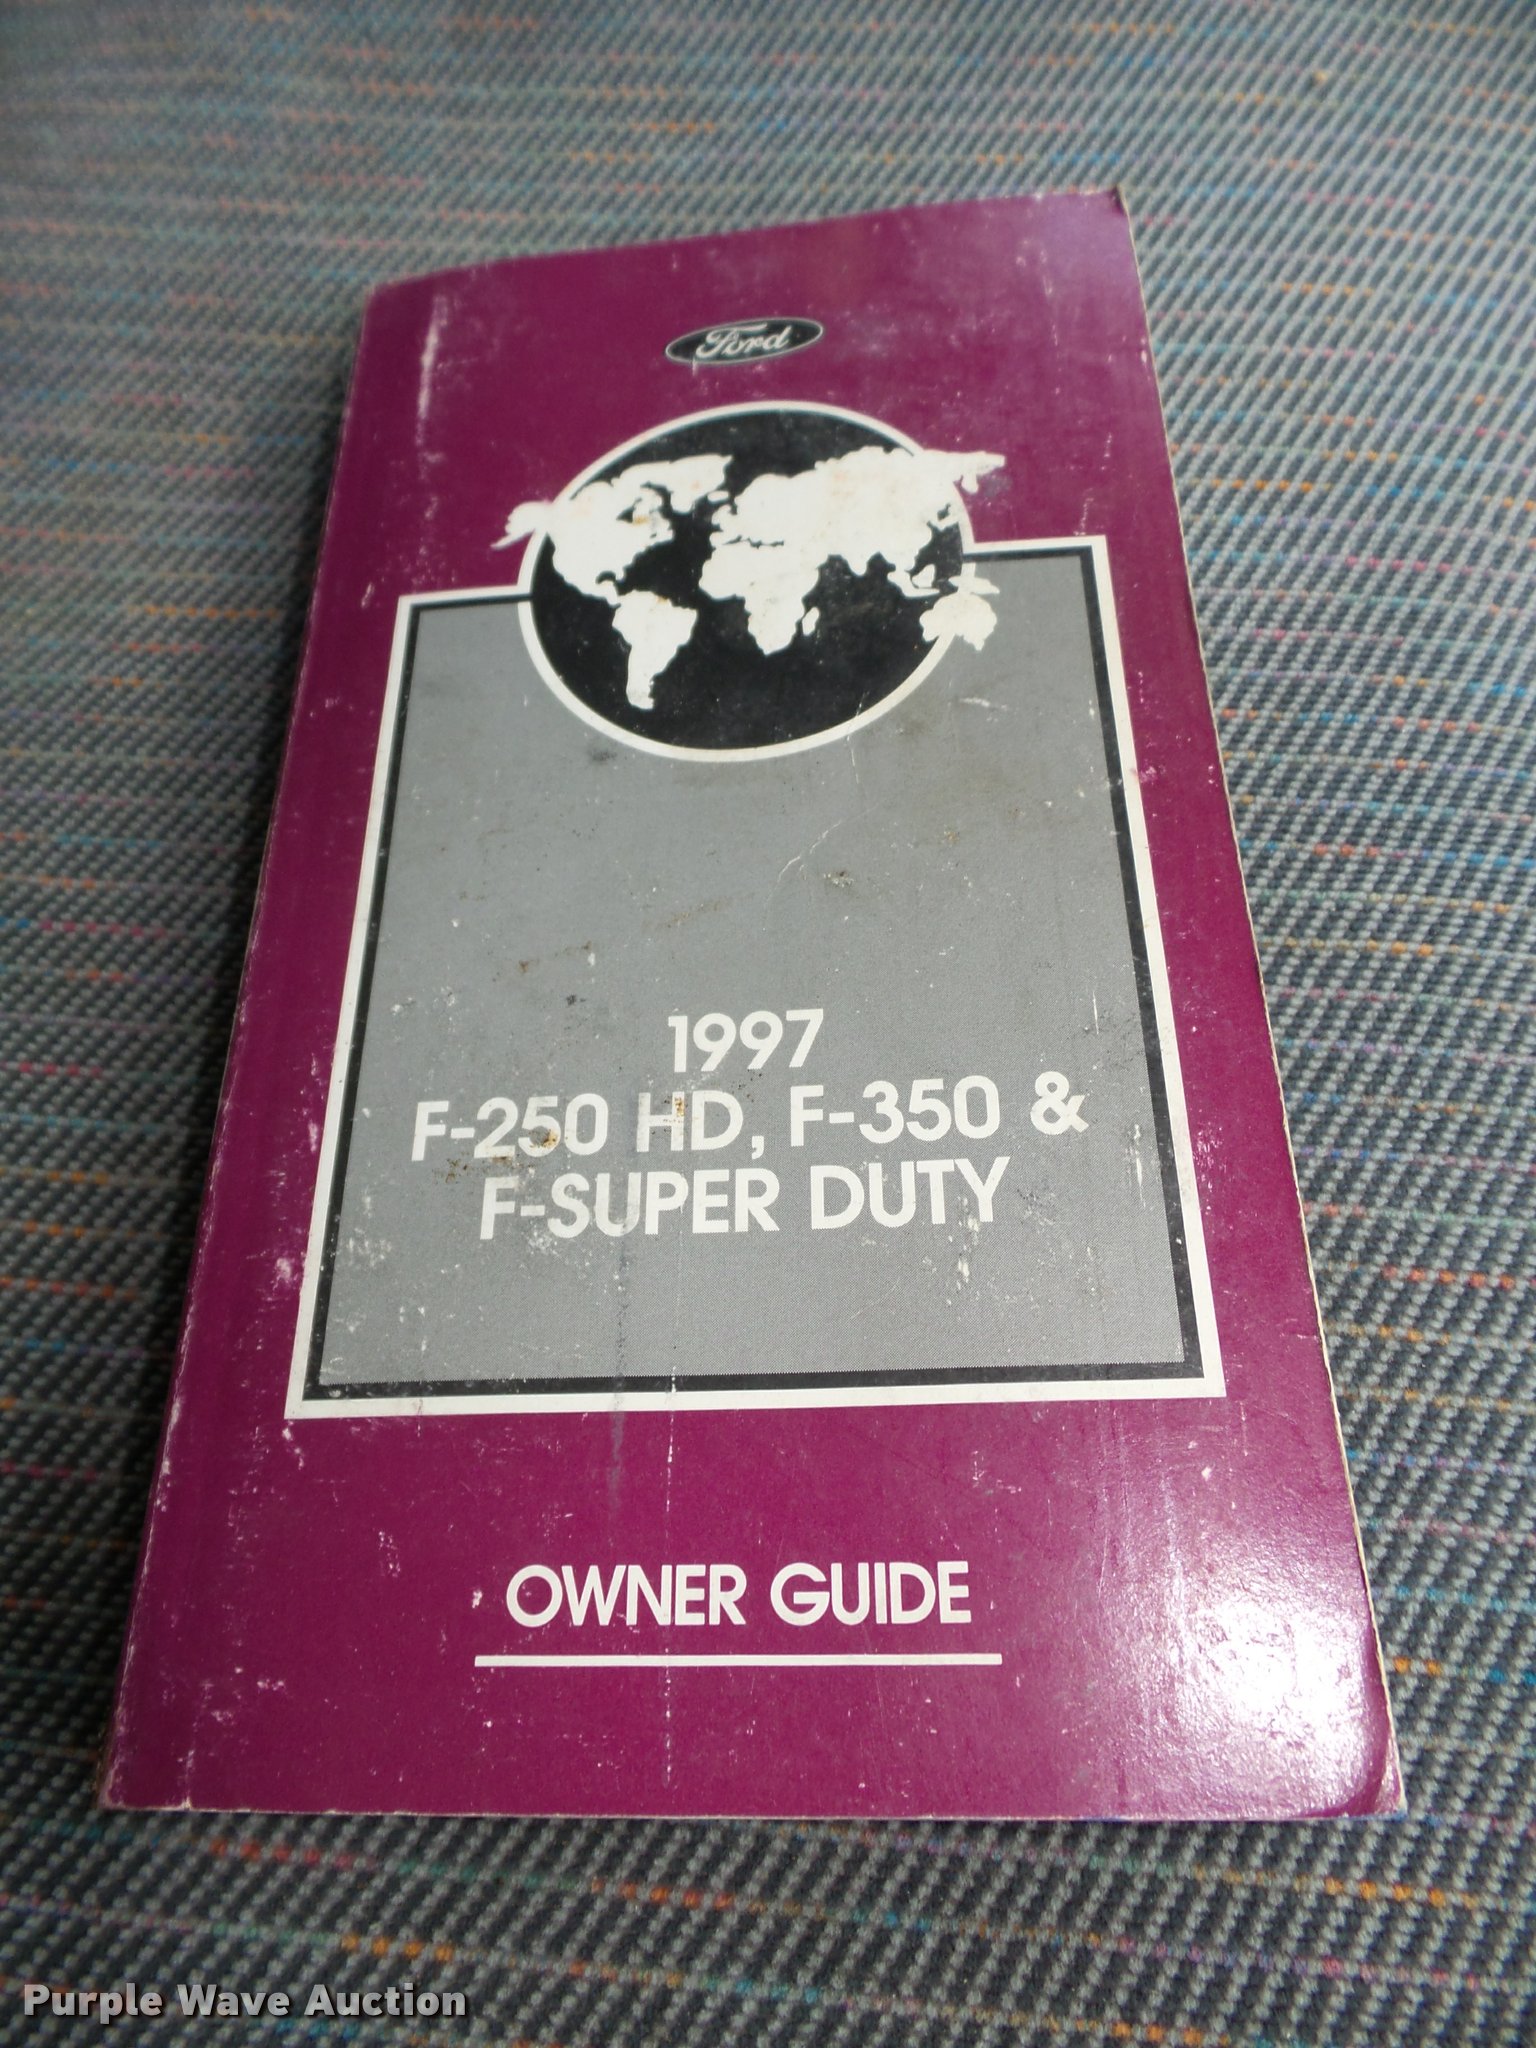 Ford
1997
F-250 HD, F-350 &
F-SUPER DUTY
OWNER GUIDE
Purple Wave Auction